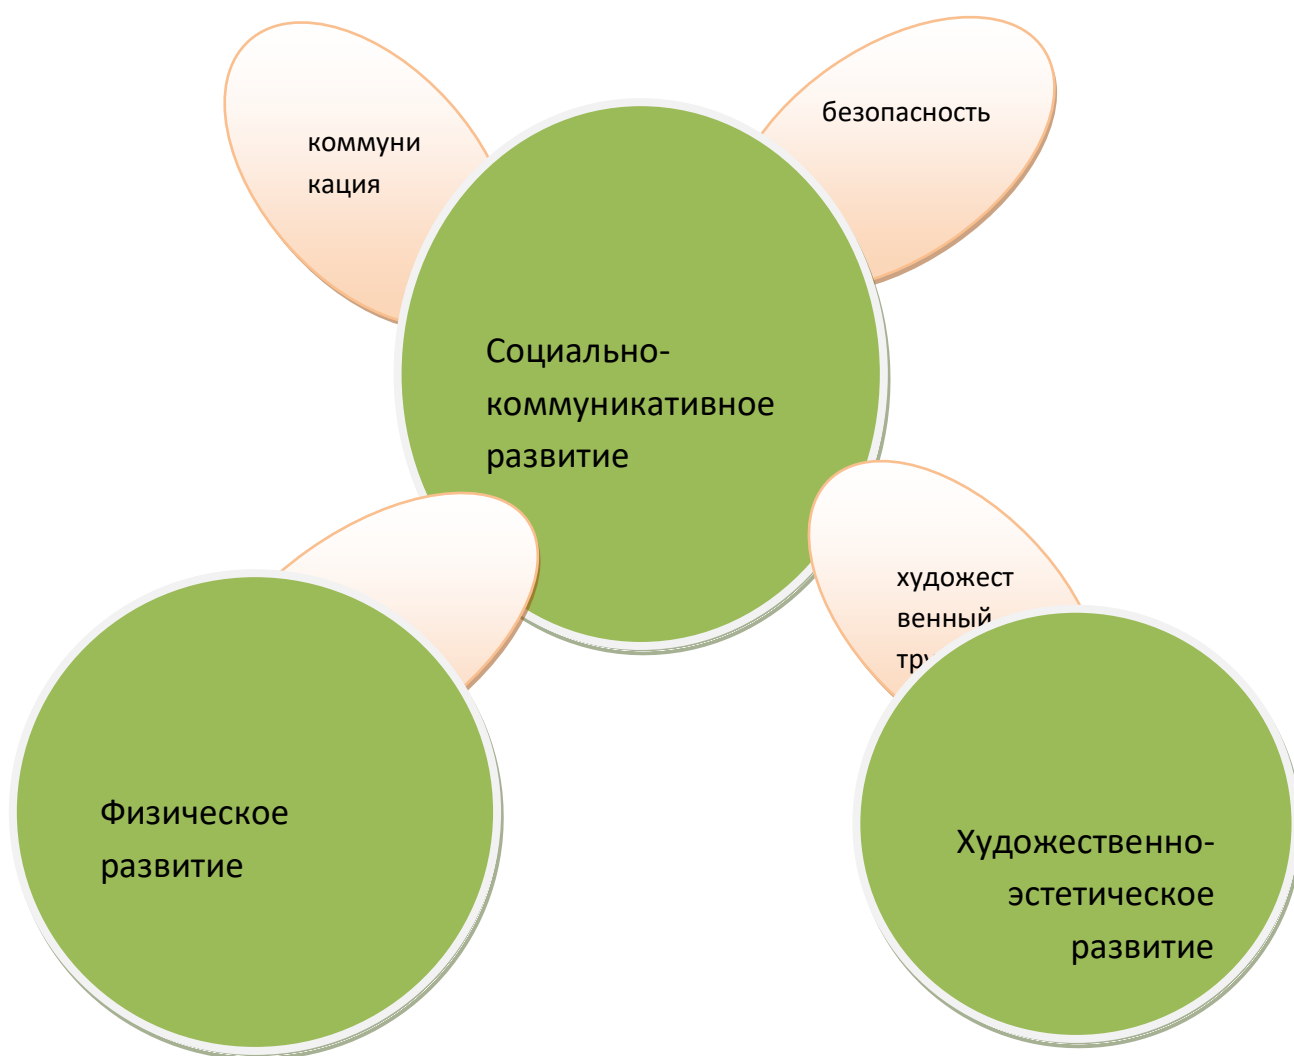 коммуни
кация
безопасность
Социально-
коммуникативное
развитие
художест
венный
Физическое
развитие
Художественно-
эстетическое
развитие